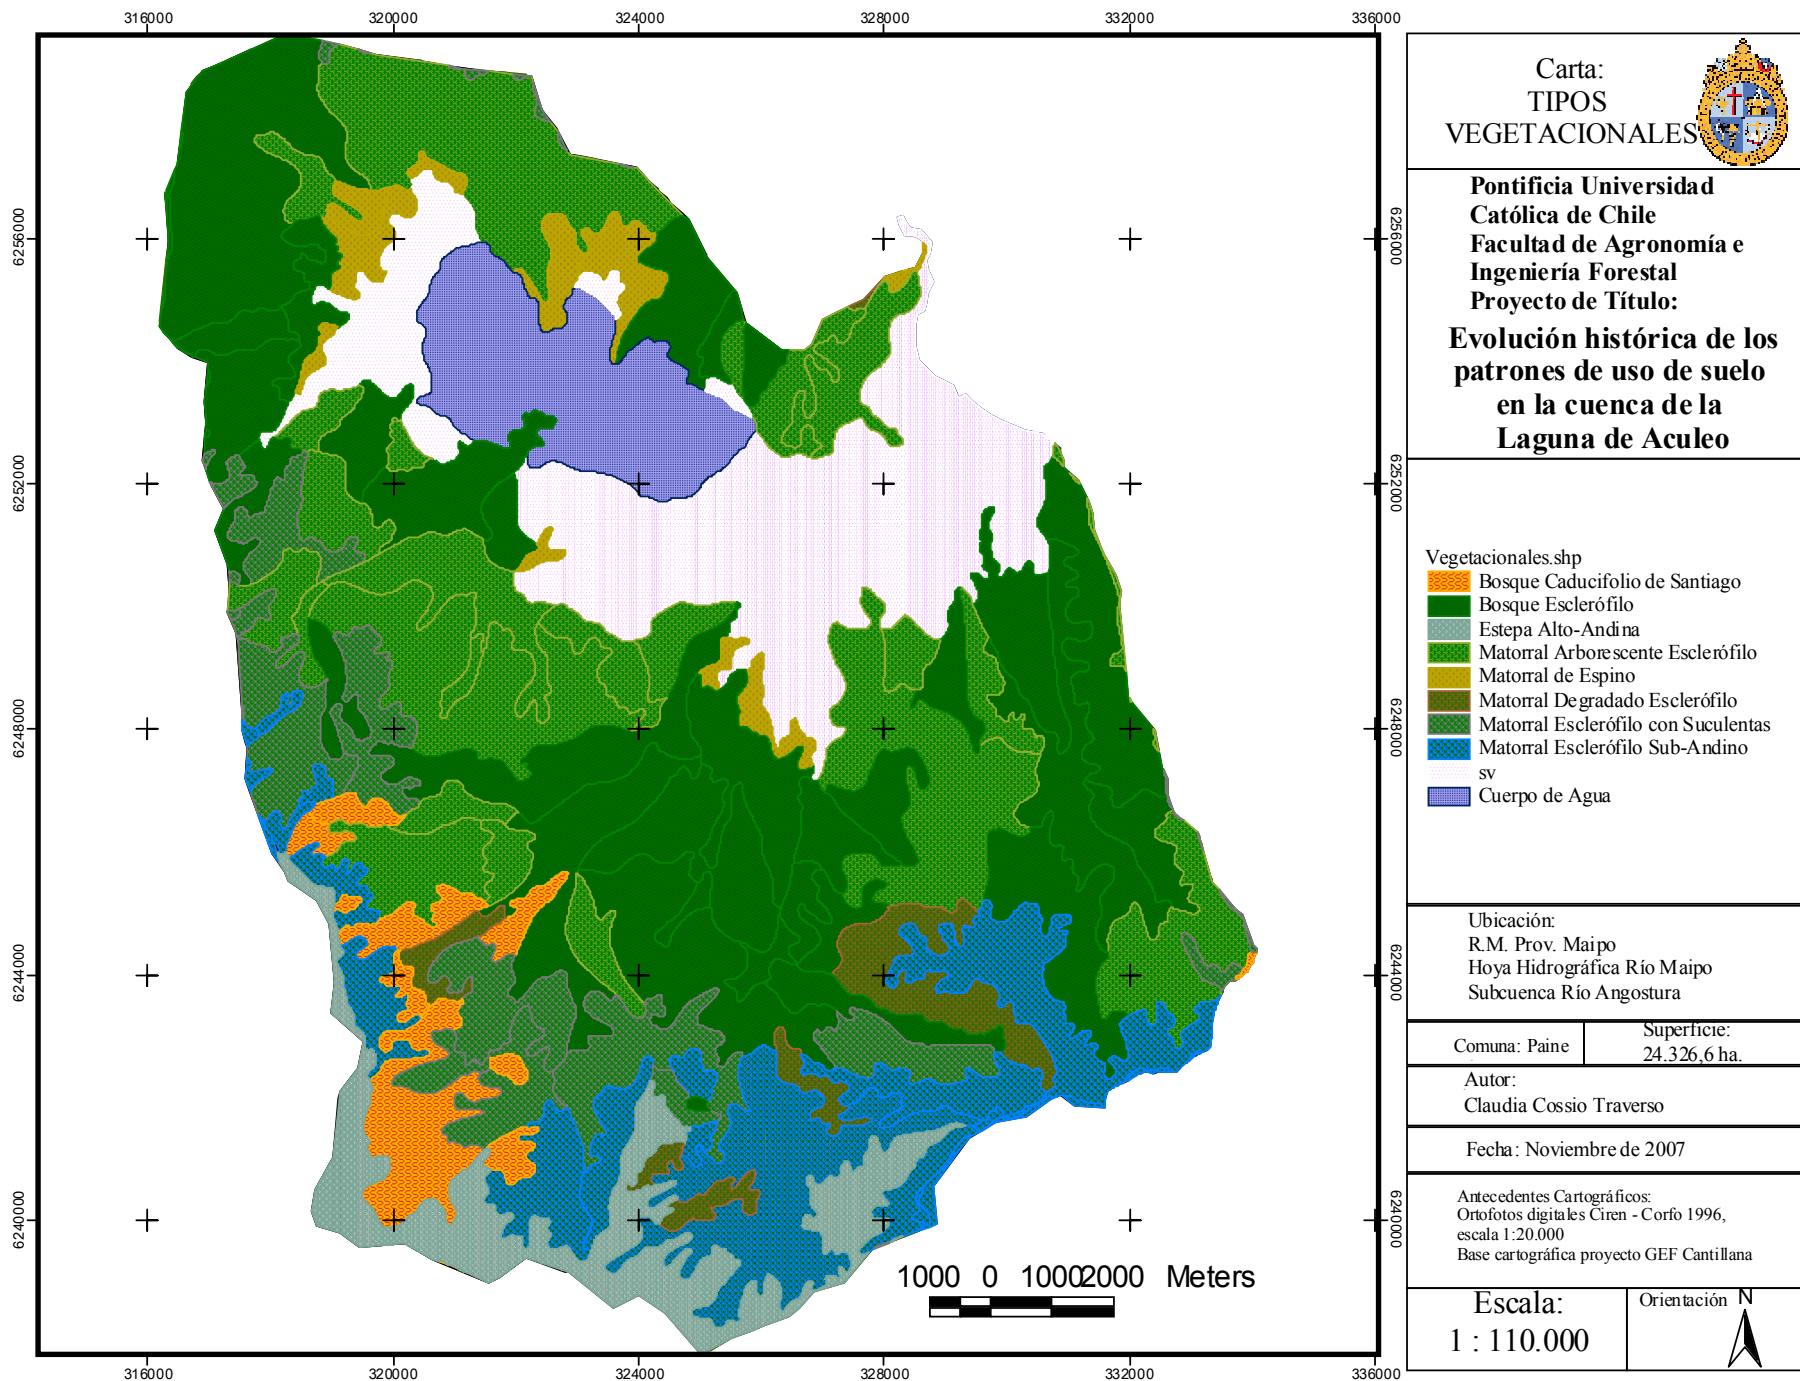 316000 320000 324000 328000 332000 336000
6256000 6256000
6252000 6252000
6248000 6248000
6244000 6244000
6240000 6240000
1000 0 1000 2000 Meters
316000 320000 324000 328000 332000 336000
Carta:
TIPOS
VEGETACIONALES
Pontificia Universidad
Católica de Chile
Facultad de Agronomía e
Ingeniería Forestal
Proyecto de Título:
Evolución histórica de los
patrones de uso de suelo
en la cuenca de la
Laguna de Aculeo
Vegetacionales.shp
Bosque Caducifolio de Santiago
Bosque Esclerófilo
Estepa Alto-Andina
Matorral Arborescente Esclerófilo
Matorral de Espino
Matorral Degradado Esclerófilo
Matorral Esclerófilo con Suculentas
Matorral Esclerófilo Sub-Andino
sv
Cuerpo de Agua
Ubicación:
R.M. Prov. Maipo
Hoya Hidrográfica Río Maipo
Subcuenca Río Angostura
Comuna: Paine
Superficie:
24.326,6 ha.
Autor:
Claudia Cossio Traverso
Fecha: Noviembre de 2007
Antecedentes Cartográficos:
Ortofotos digitales Ciren - Corfo 1996,
escala 1:20.000
Base cartográfica proyecto GEF Cantillana
Escala:
1 : 110.000
Orientación N